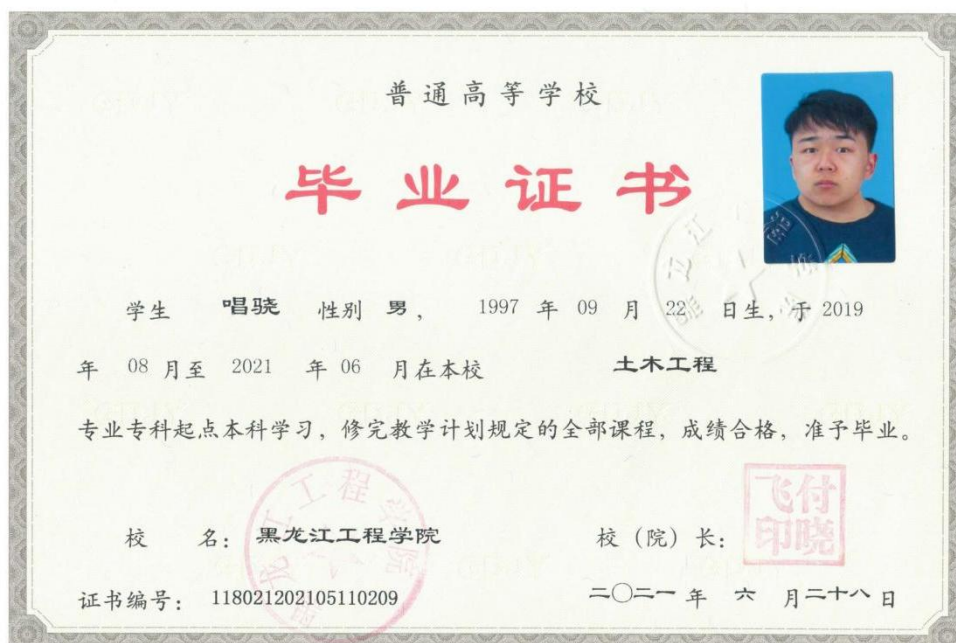 普通高等学校
毕业证书
学生 唱骁 性别 男， 1997 年 09 月 22 日生，于 2019
年 08 月至 2021 年 06 月在本校 土木工程
专业专科起点本科学习，修完教学计划规定的全部课程，成绩合格，准予毕业。
校 名：黑龙江工程学院 校（院）长：
付晓飞印
证书编号： 118021202105110209 二〇二一 年 六 月二十八 日